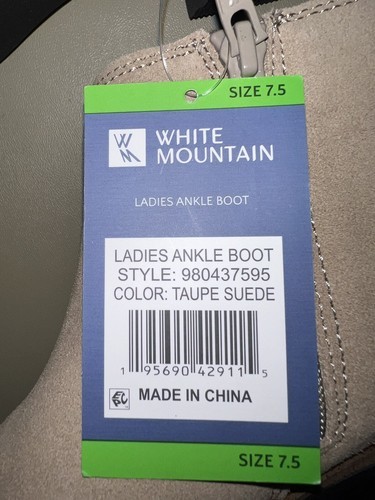 SIZE 7.5
WM
WHITE
MOUNTAIN
LADIES ANKLE BOOT
LADIES ANKLE BOOT
STYLE: 980437595
COLOR: TAUPE SUEDE
1 95690 42911 5
MADE IN CHINA
SIZE 7.5